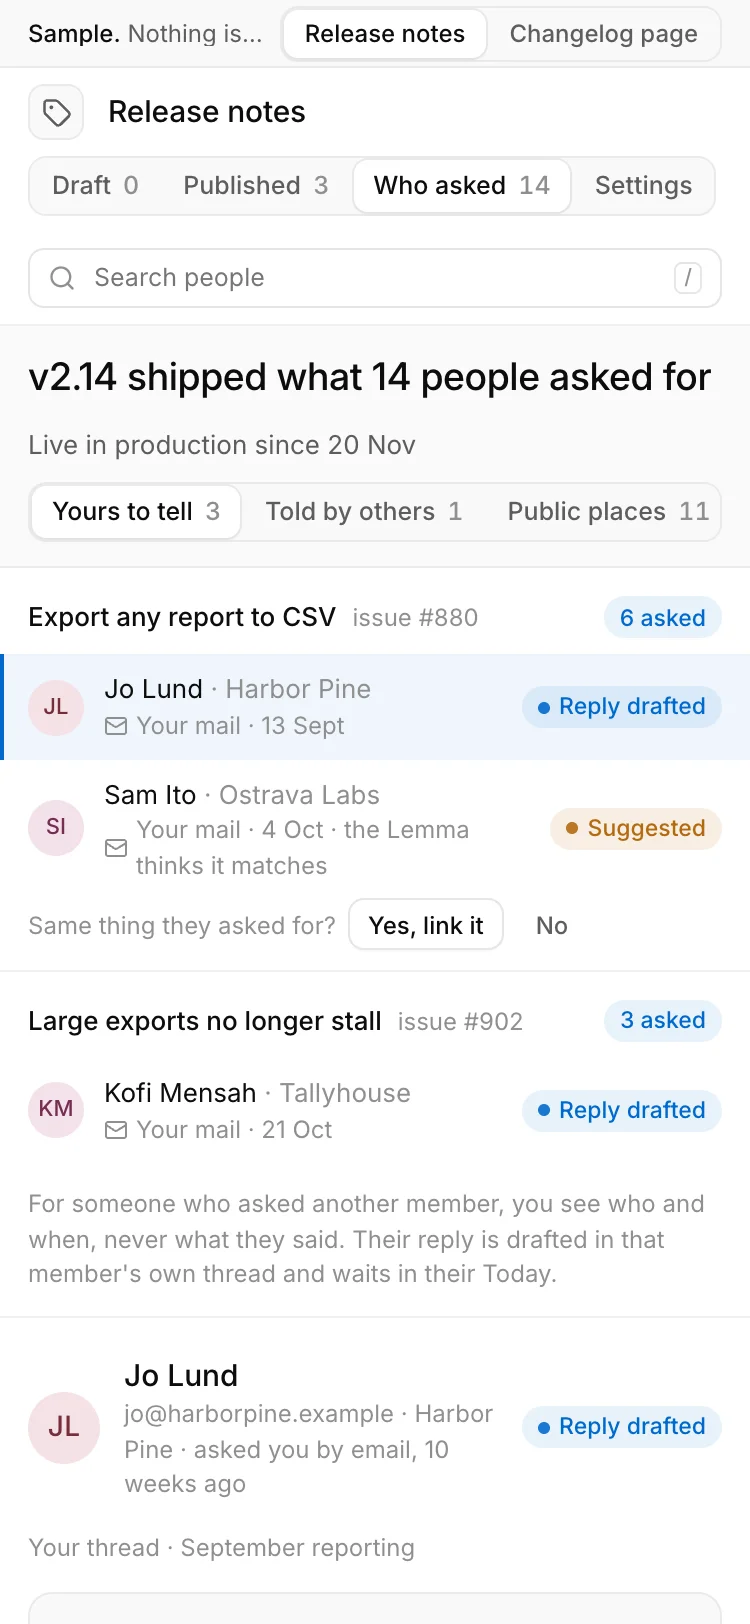 Sample. Nothing is...
Release notes
Changelog page
Release notes
Draft 0
Published 3
Who asked 14
Settings
Search people
/
v2.14 shipped what 14 people asked for
Live in production since 20 Nov
Yours to tell 3
Told by others 1
Public places 11
Export any report to CSV issue #880
6 asked
JL
Jo Lund · Harbor Pine
Your mail · 13 Sept
Reply drafted
SI
Sam Ito · Ostrava Labs
Your mail · 4 Oct · the Lemma
thinks it matches
Suggested
Same thing they asked for?
Yes, link it
No
Large exports no longer stall issue #902
3 asked
KM
Kofi Mensah · Tallyhouse
Your mail · 21 Oct
Reply drafted
For someone who asked another member, you see who and
when, never what they said. Their reply is drafted in that
member's own thread and waits in their Today.
JL
Jo Lund
jo@harborpine.example · Harbor
Pine · asked you by email, 10
weeks ago
Reply drafted
Your thread · September reporting